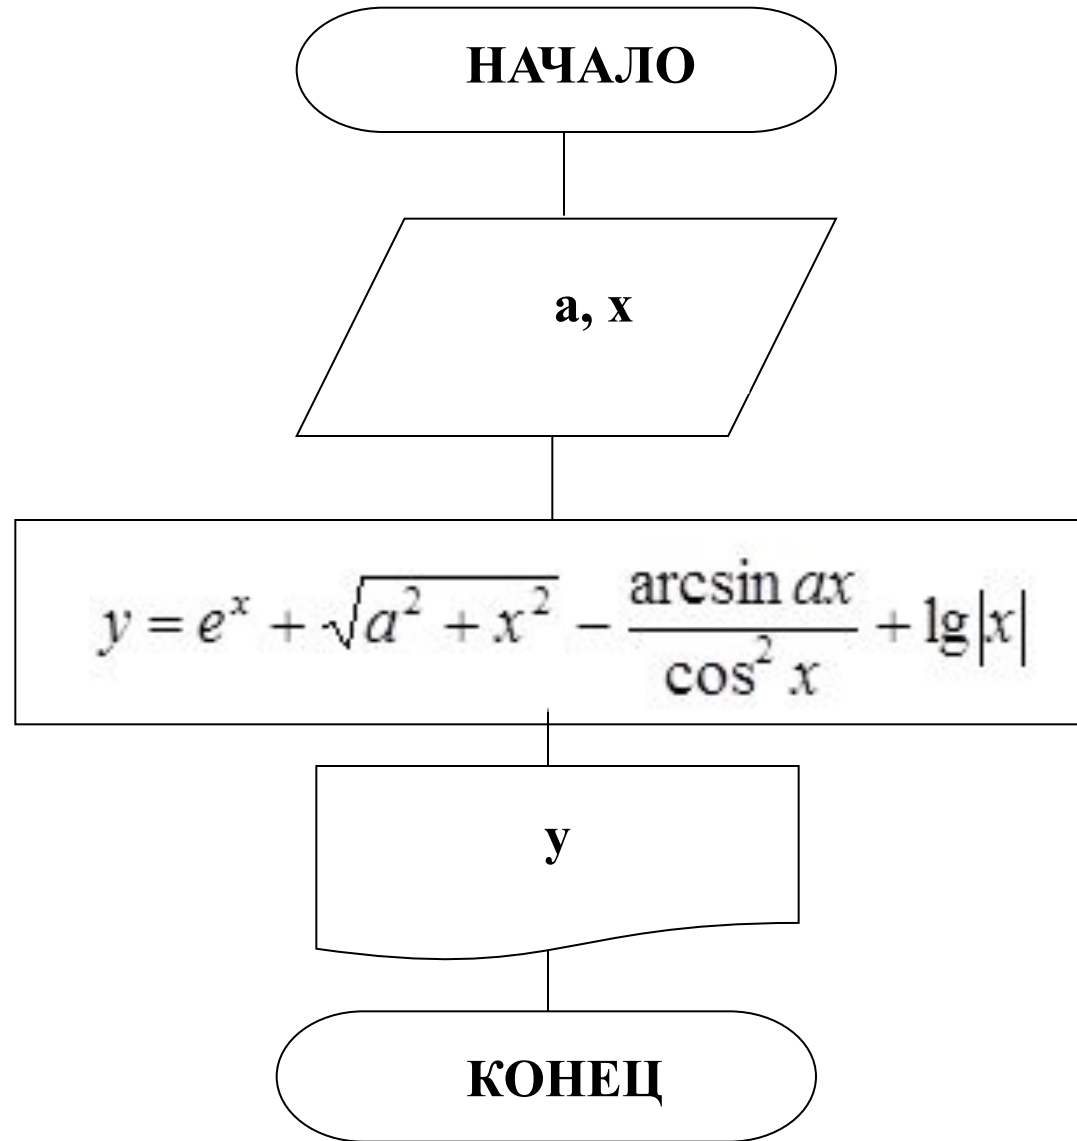 НАЧАЛО
a, x
y = e^x + √(a² + x²) − arcsin ax / cos² x + lg|x|
y
КОНЕЦ